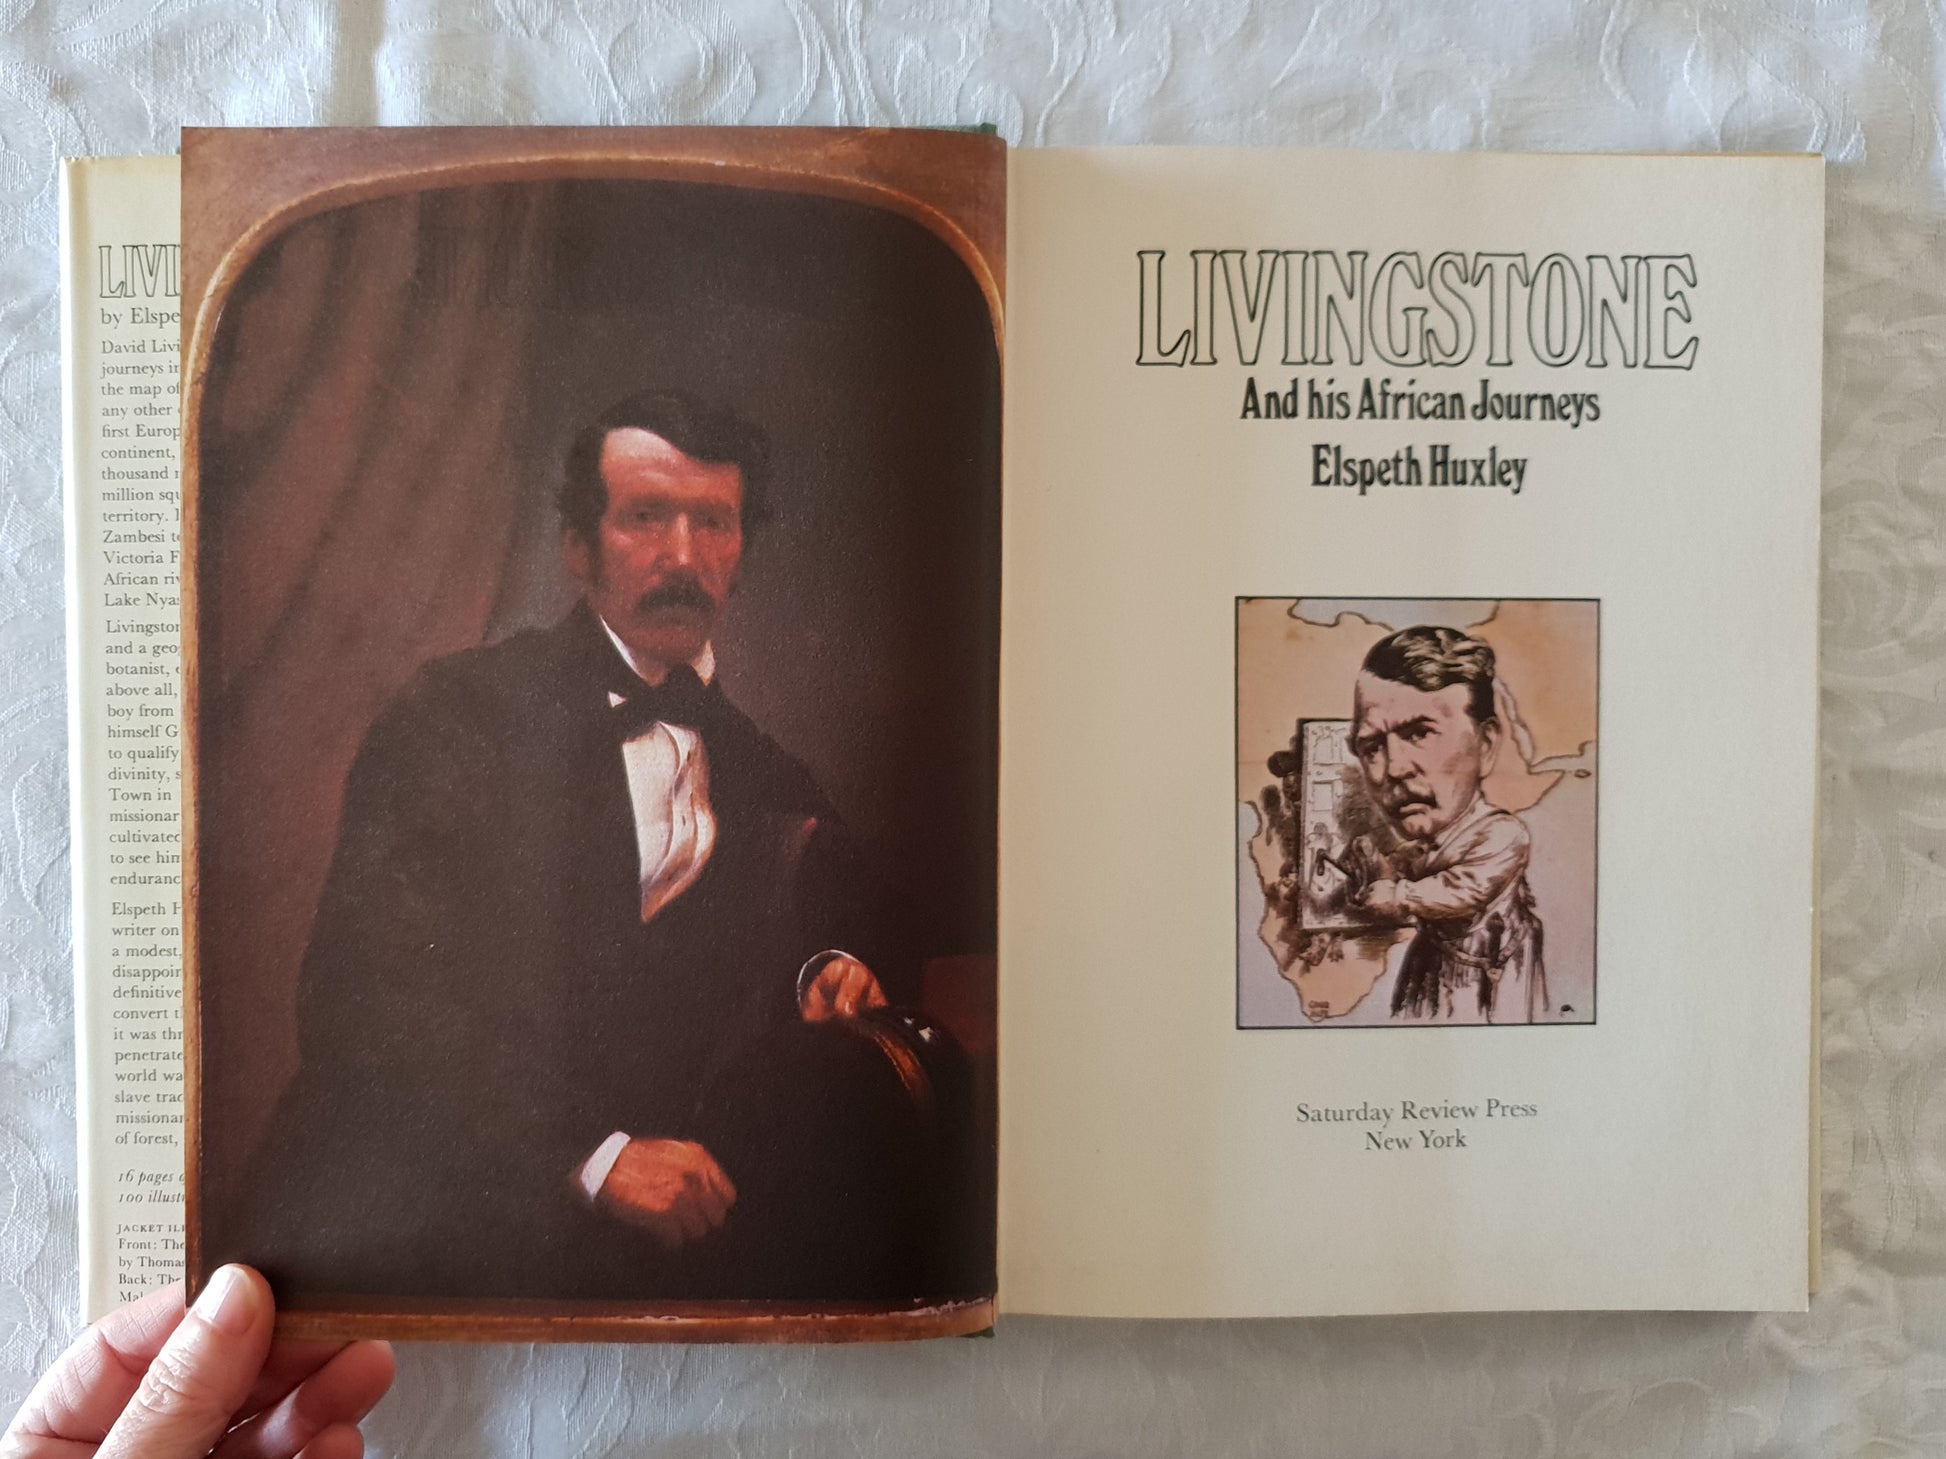 LIVI
by Elspe
David Livi
journeys in
the map of
any other
first Europ
continent,
thousand
million squ
territory.
Zambesi t
Victoria F
African riv
Lake Nyas
Livingston
and a geo
botanist,
above all,
boy from
himself G
to qualify
divinity, s
Town in
missionar
cultivated
to see him
enduranc
Elspeth H
writer on
a modest,
disappoin
definitive
convert t
it was thr
penetrate
world wa
slave trad
missionar
of forest,
16 pages
100 illustr
JACKET ILL
Front: The
by Thomas
Back: The
LIVINGSTONE
And his African Journeys
Elspeth Huxley
Saturday Review Press
New York